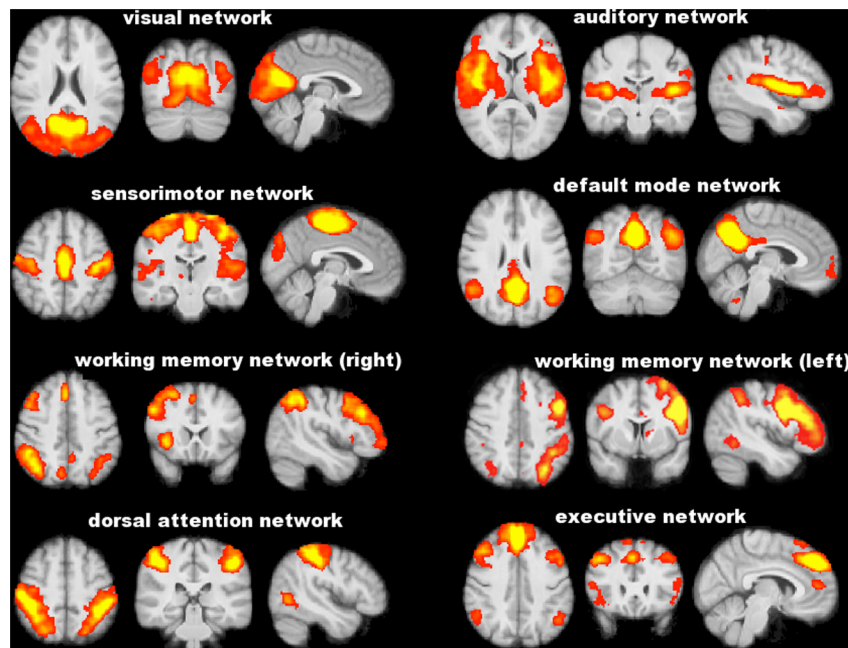 visual network
auditory network
sensorimotor network
default mode network
working memory network (right)
working memory network (left)
dorsal attention network
executive network